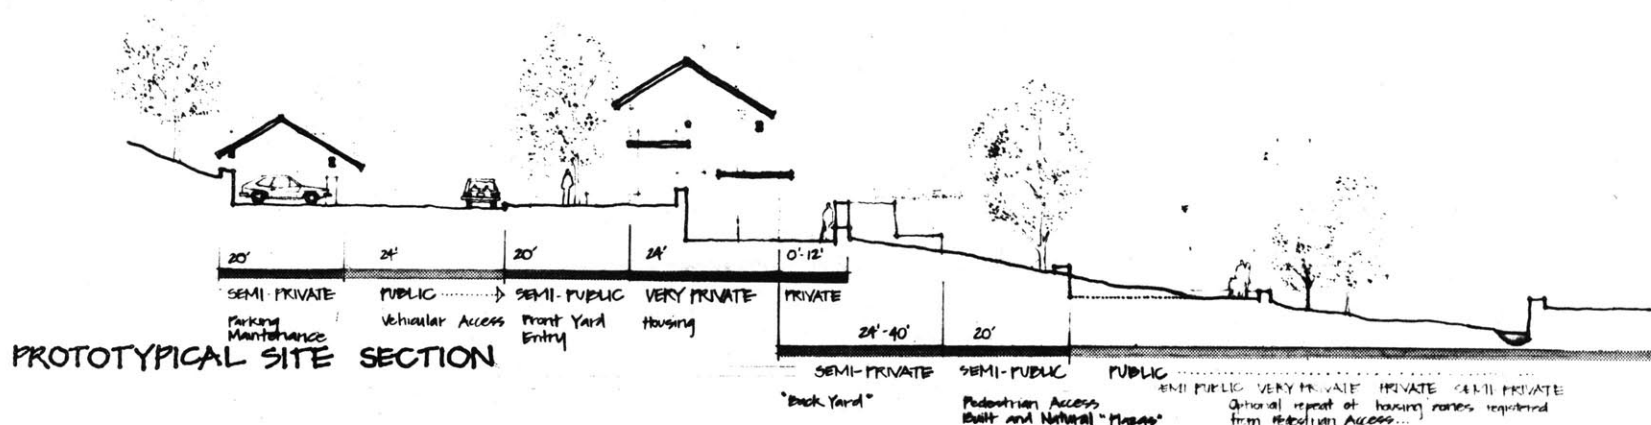 20' 24' 20' 24' 0'-12'
SEMI-PRIVATE PUBLIC SEMI-PUBLIC VERY PRIVATE PRIVATE
Parking Vehicular Access Front Yard Housing
Maintenance Entry
PROTOTYPICAL SITE SECTION
24'-40' 20'
SEMI-PRIVATE SEMI-PUBLIC PUBLIC
EMI PUBLIC VERY PRIVATE PRIVATE SEMI-PRIVATE
"Back Yard" Pedestrian Access Optional repeat of housing zones registered
Built and Natural "Plazas" from Pedestrian Access...